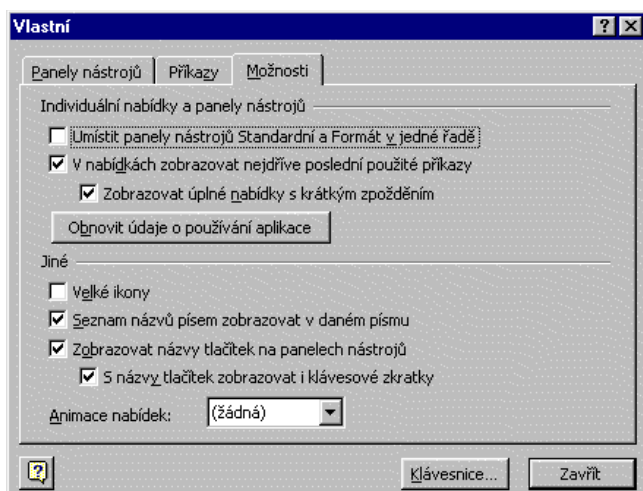 Vlastní
Panely nástrojů Příkazy Možnosti
Individuální nabídky a panely nástrojů
Umístit panely nástrojů Standardní a Formát v jedné řadě
V nabídkách zobrazovat nejdříve poslední použité příkazy
Zobrazovat úplné nabídky s krátkým zpožděním
Obnovit údaje o používání aplikace
Jiné
Velké ikony
Seznam názvů písem zobrazovat v daném písmu
Zobrazovat názvy tlačítek na panelech nástrojů
S názvy tlačítek zobrazovat i klávesové zkratky
Animace nabídek: (žádná)
Klávesnice... Zavřít